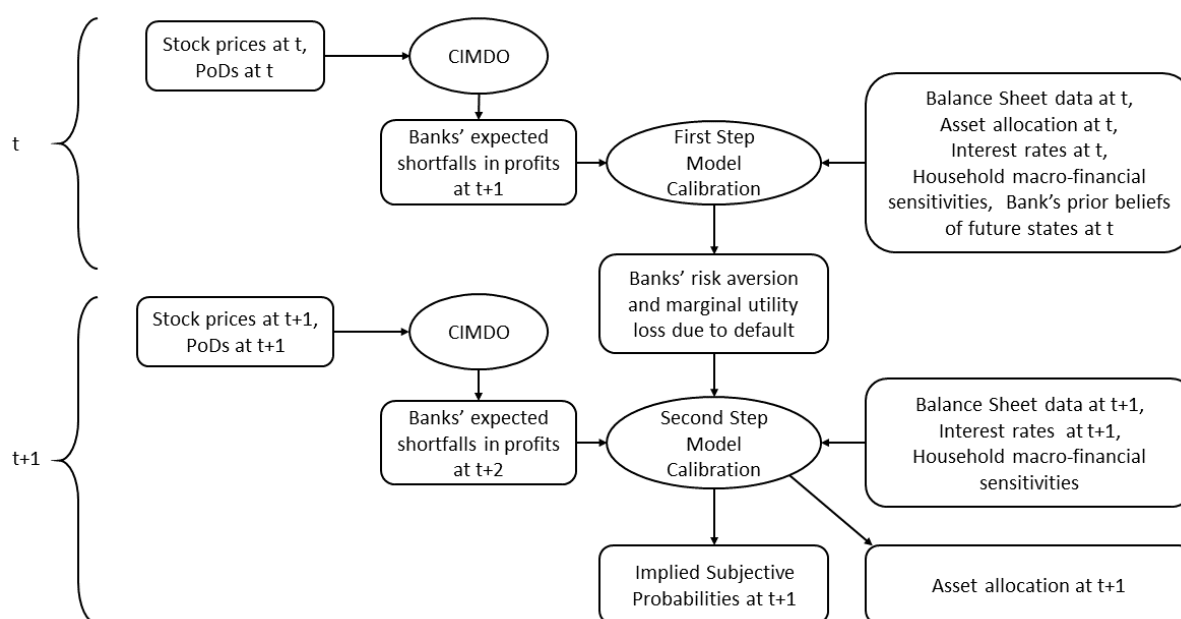 t
Stock prices at t,
PoDs at t
CIMDO
Banks’ expected
shortfalls in profits
at t+1
First Step
Model
Calibration
Balance Sheet data at t,
Asset allocation at t,
Interest rates at t,
Household macro-financial
sensitivities, Bank’s prior beliefs
of future states at t
Banks’ risk aversion
and marginal utility
loss due to default
t+1
Stock prices at t+1,
PoDs at t+1
CIMDO
Banks’ expected
shortfalls in profits
at t+2
Second Step
Model
Calibration
Balance Sheet data at t+1,
Interest rates at t+1,
Household macro-financial
sensitivities
Implied Subjective
Probabilities at t+1
Asset allocation at t+1